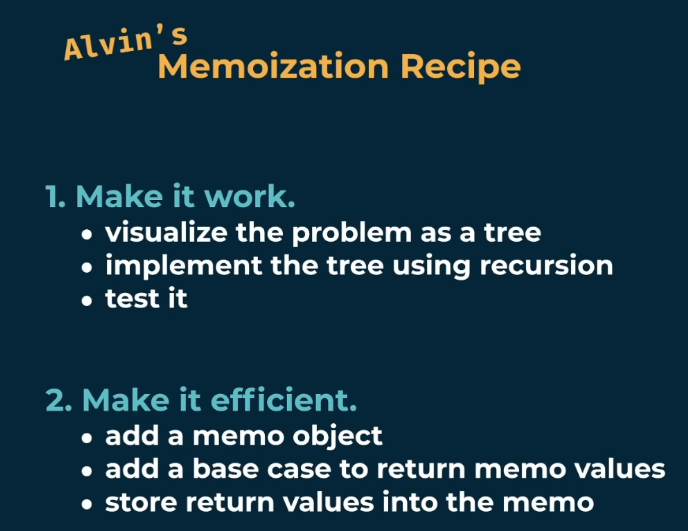 Alvin's
Memoization Recipe
1. Make it work.
• visualize the problem as a tree
• implement the tree using recursion
• test it
2. Make it efficient.
• add a memo object
• add a base case to return memo values
• store return values into the memo